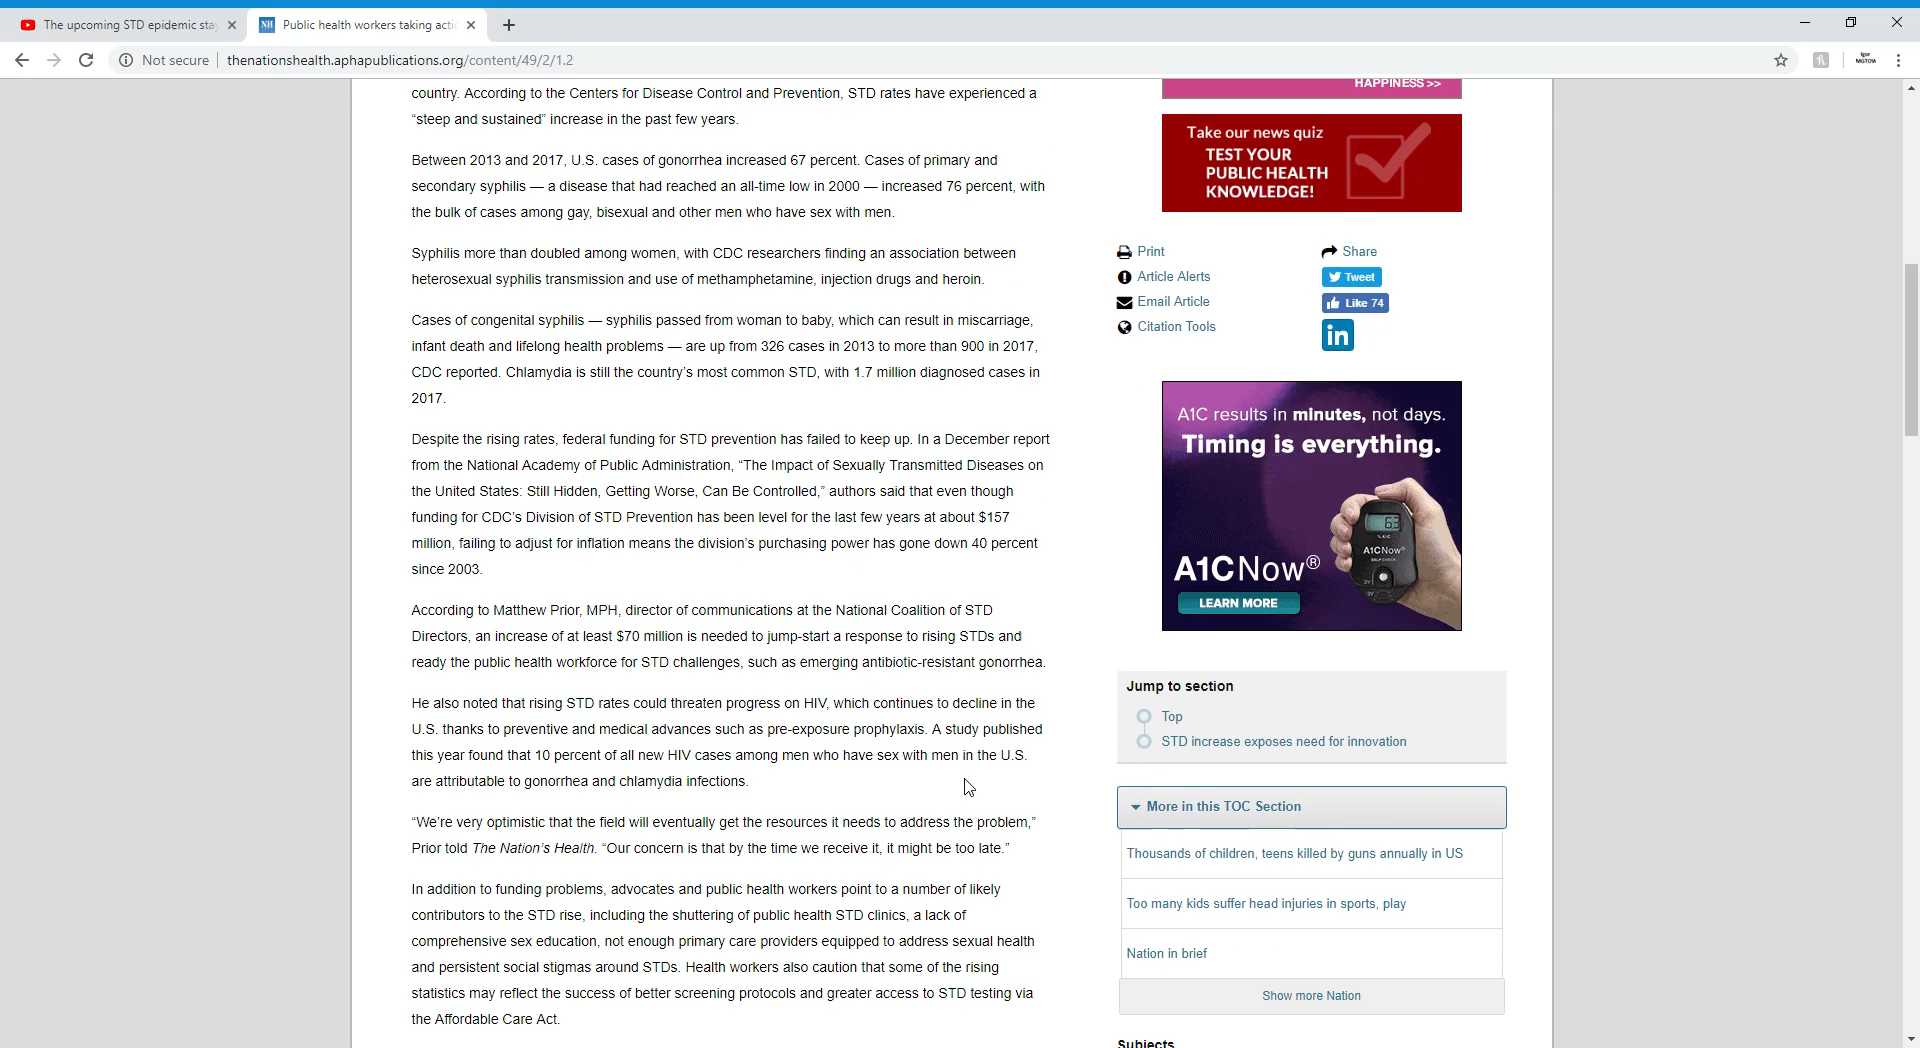 The upcoming STD epidemic sta
NH
Public health workers taking acti
Not secure
thenationshealth.aphapublications.org/content/49/2/1.2
Igor
MGTOW
country. According to the Centers for Disease Control and Prevention, STD rates have experienced a
“steep and sustained” increase in the past few years.
Between 2013 and 2017, U.S. cases of gonorrhea increased 67 percent. Cases of primary and
secondary syphilis — a disease that had reached an all-time low in 2000 — increased 76 percent, with
the bulk of cases among gay, bisexual and other men who have sex with men.
Syphilis more than doubled among women, with CDC researchers finding an association between
heterosexual syphilis transmission and use of methamphetamine, injection drugs and heroin.
Cases of congenital syphilis — syphilis passed from woman to baby, which can result in miscarriage,
infant death and lifelong health problems — are up from 326 cases in 2013 to more than 900 in 2017,
CDC reported. Chlamydia is still the country’s most common STD, with 1.7 million diagnosed cases in
2017.
Despite the rising rates, federal funding for STD prevention has failed to keep up. In a December report
from the National Academy of Public Administration, “The Impact of Sexually Transmitted Diseases on
the United States: Still Hidden, Getting Worse, Can Be Controlled,” authors said that even though
funding for CDC’s Division of STD Prevention has been level for the last few years at about $157
million, failing to adjust for inflation means the division’s purchasing power has gone down 40 percent
since 2003.
According to Matthew Prior, MPH, director of communications at the National Coalition of STD
Directors, an increase of at least $70 million is needed to jump-start a response to rising STDs and
ready the public health workforce for STD challenges, such as emerging antibiotic-resistant gonorrhea.
He also noted that rising STD rates could threaten progress on HIV, which continues to decline in the
U.S. thanks to preventive and medical advances such as pre-exposure prophylaxis. A study published
this year found that 10 percent of all new HIV cases among men who have sex with men in the U.S.
are attributable to gonorrhea and chlamydia infections.
“We’re very optimistic that the field will eventually get the resources it needs to address the problem,”
Prior told The Nation’s Health. “Our concern is that by the time we receive it, it might be too late.”
In addition to funding problems, advocates and public health workers point to a number of likely
contributors to the STD rise, including the shuttering of public health STD clinics, a lack of
comprehensive sex education, not enough primary care providers equipped to address sexual health
and persistent social stigmas around STDs. Health workers also caution that some of the rising
statistics may reflect the success of better screening protocols and greater access to STD testing via
the Affordable Care Act.
HAPPINESS >>
Take our news quiz
TEST YOUR
PUBLIC HEALTH
KNOWLEDGE!
Print
Article Alerts
Email Article
Citation Tools
Share
Tweet
Like 74
in
A1C results in minutes, not days.
Timing is everything.
63
%A1C
A1CNow®
SELFCHECK
A1CNow®
LEARN MORE
Jump to section
Top
STD increase exposes need for innovation
More in this TOC Section
Thousands of children, teens killed by guns annually in US
Too many kids suffer head injuries in sports, play
Nation in brief
Show more Nation
Subjects